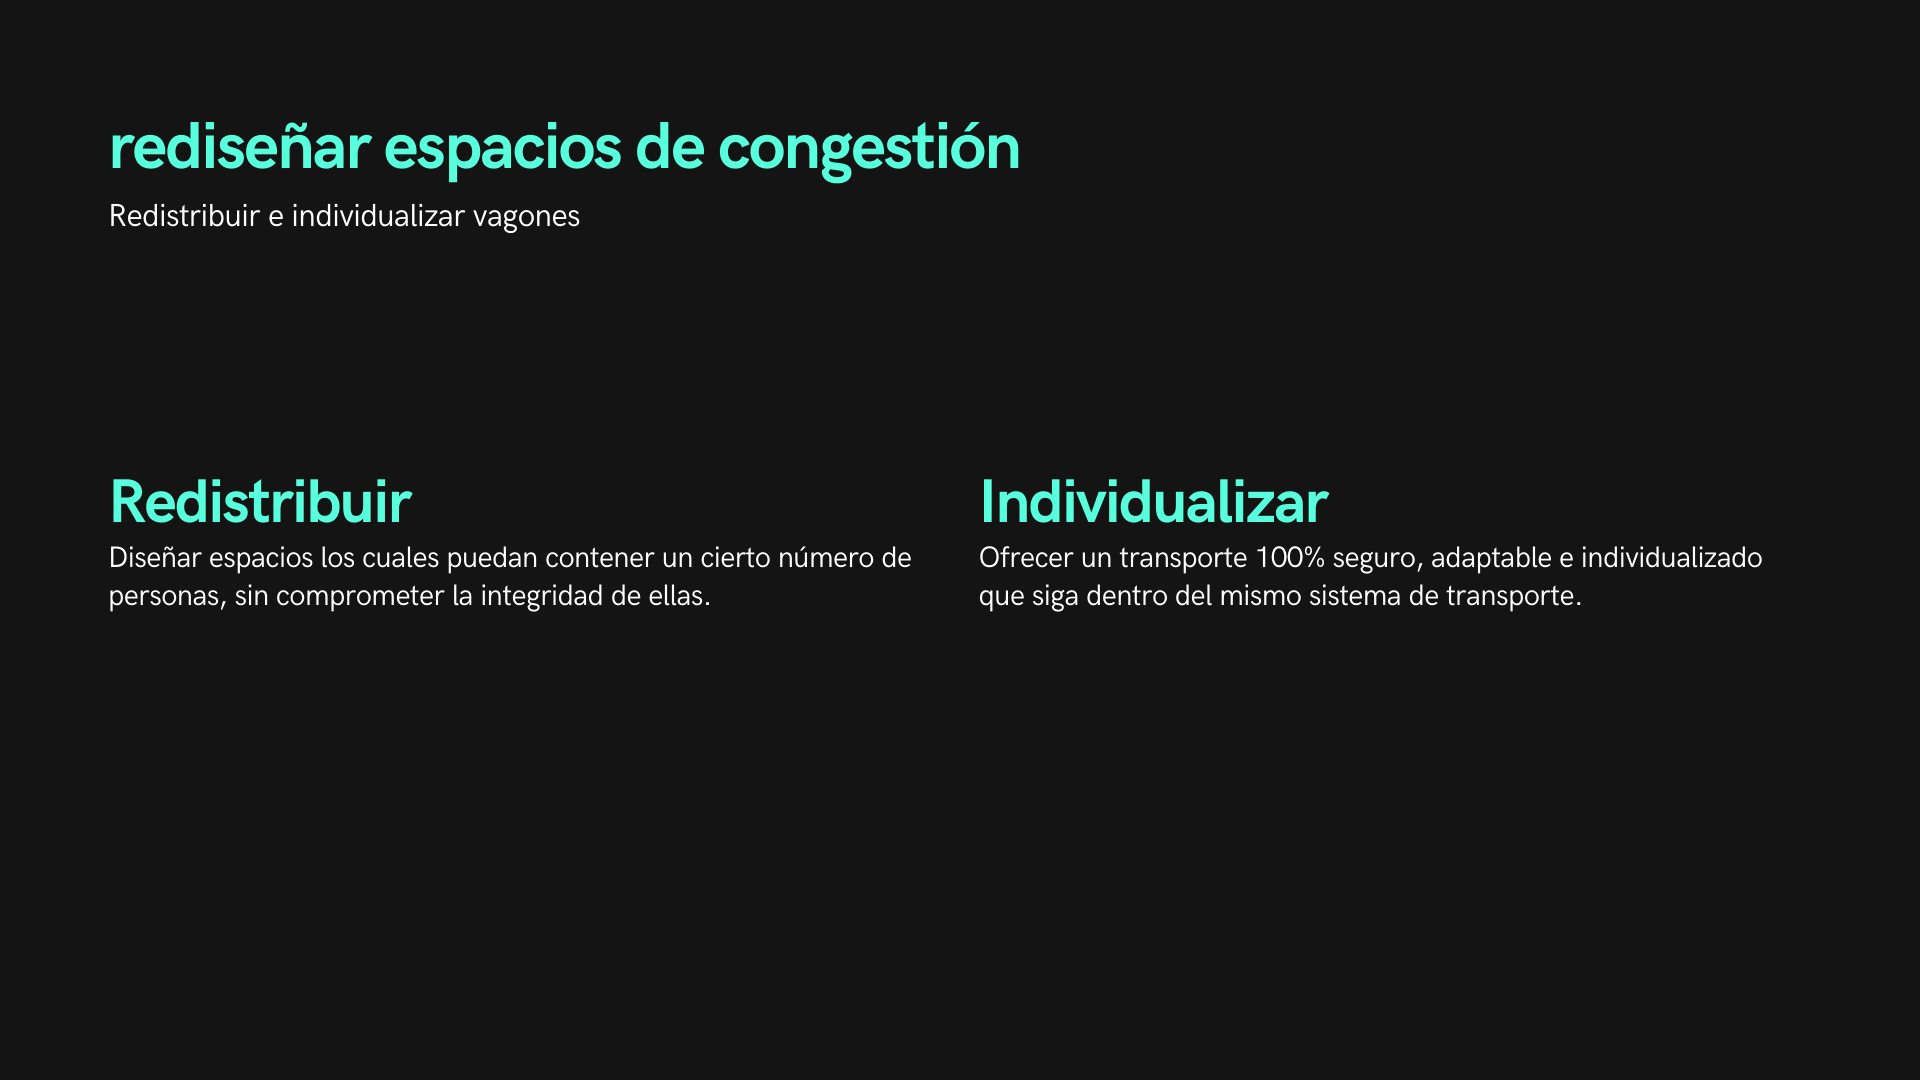 rediseñar espacios de congestión
Redistribuir e individualizar vagones
Redistribuir
Diseñar espacios los cuales puedan contener un cierto número de
personas, sin comprometer la integridad de ellas.
Individualizar
Ofrecer un transporte 100% seguro, adaptable e individualizado
que siga dentro del mismo sistema de transporte.